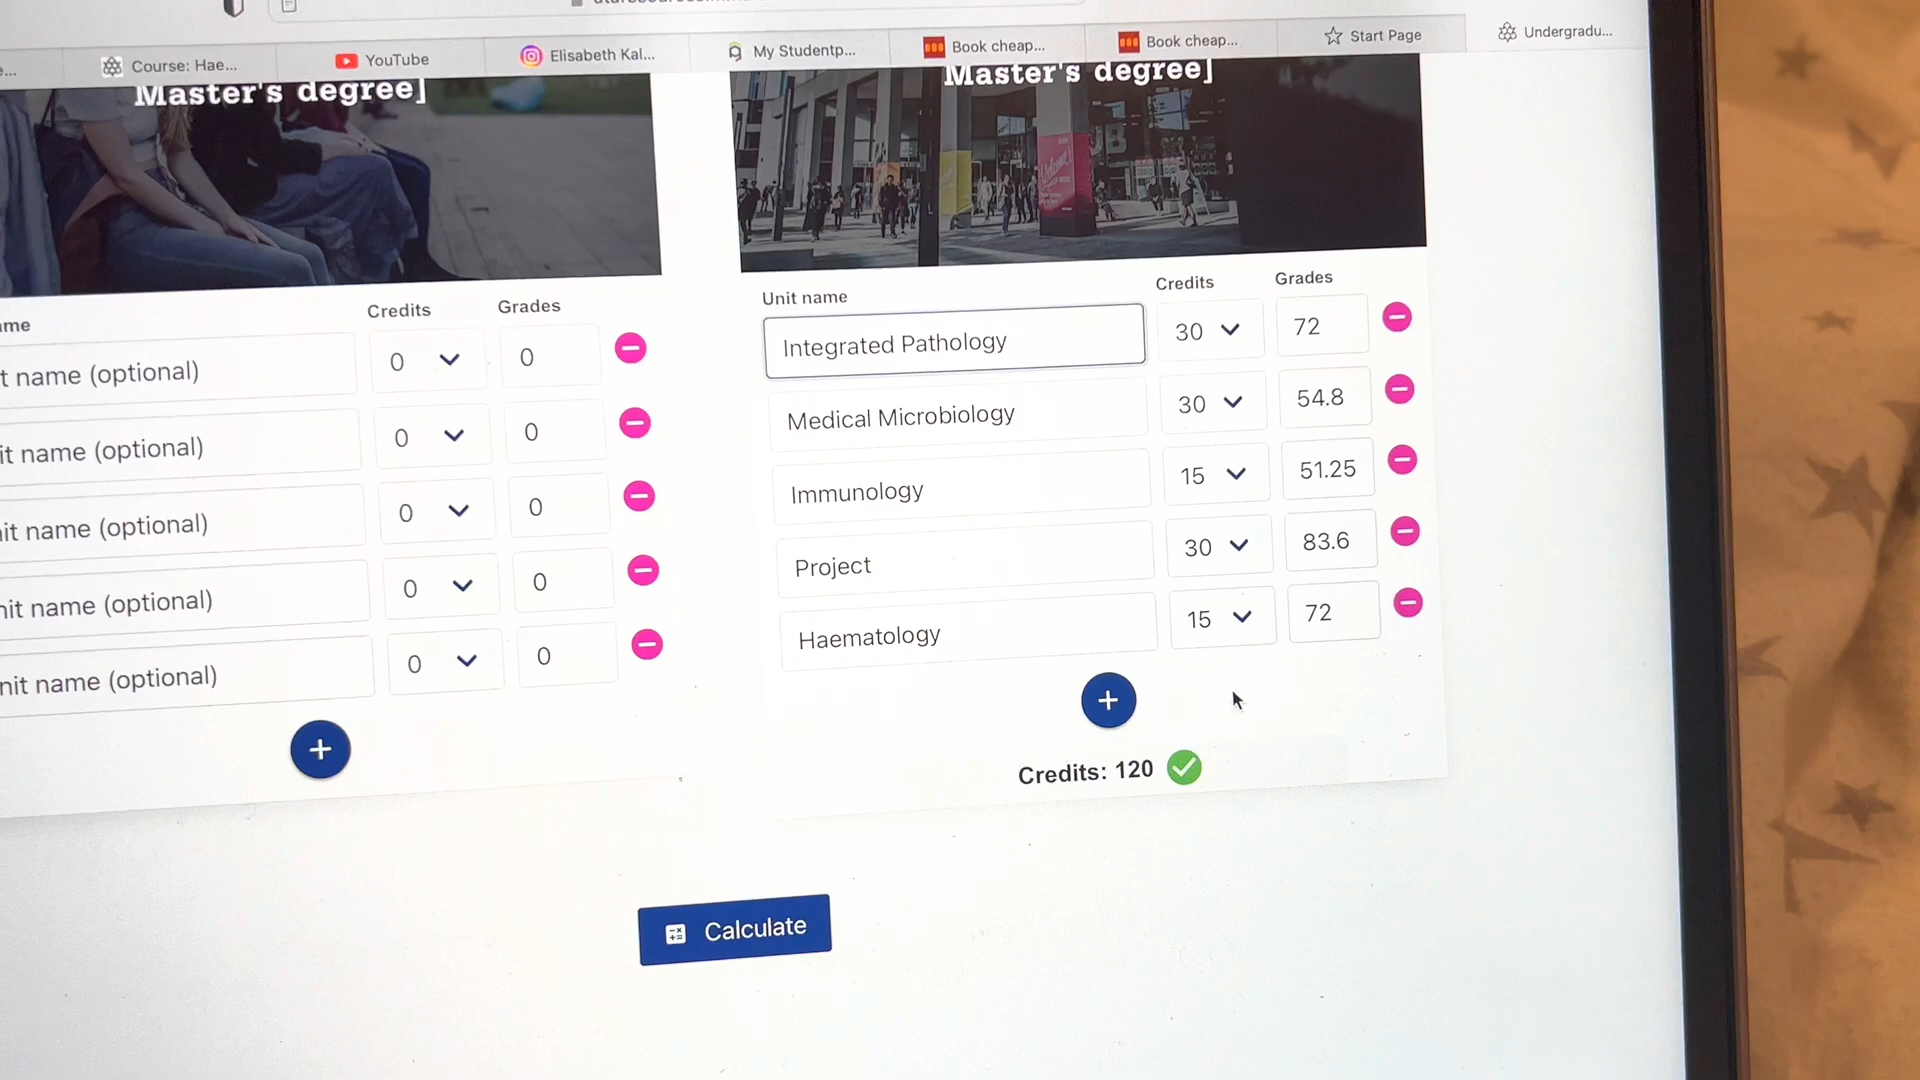 Course: Hae...
YouTube
Elisabeth Kal...
My Studentp...
Book cheap...
Book cheap...
Start Page
Undergradu...
Master's degree]
Credits
Grades
t name (optional)
0
0
it name (optional)
0
0
nit name (optional)
0
0
nit name (optional)
0
0
nit name (optional)
0
0
+
Master's degree]
Unit name
Credits
Grades
Integrated Pathology
30
72
Medical Microbiology
30
54.8
Immunology
15
51.25
Project
30
83.6
Haematology
15
72
+
Credits: 120
Calculate